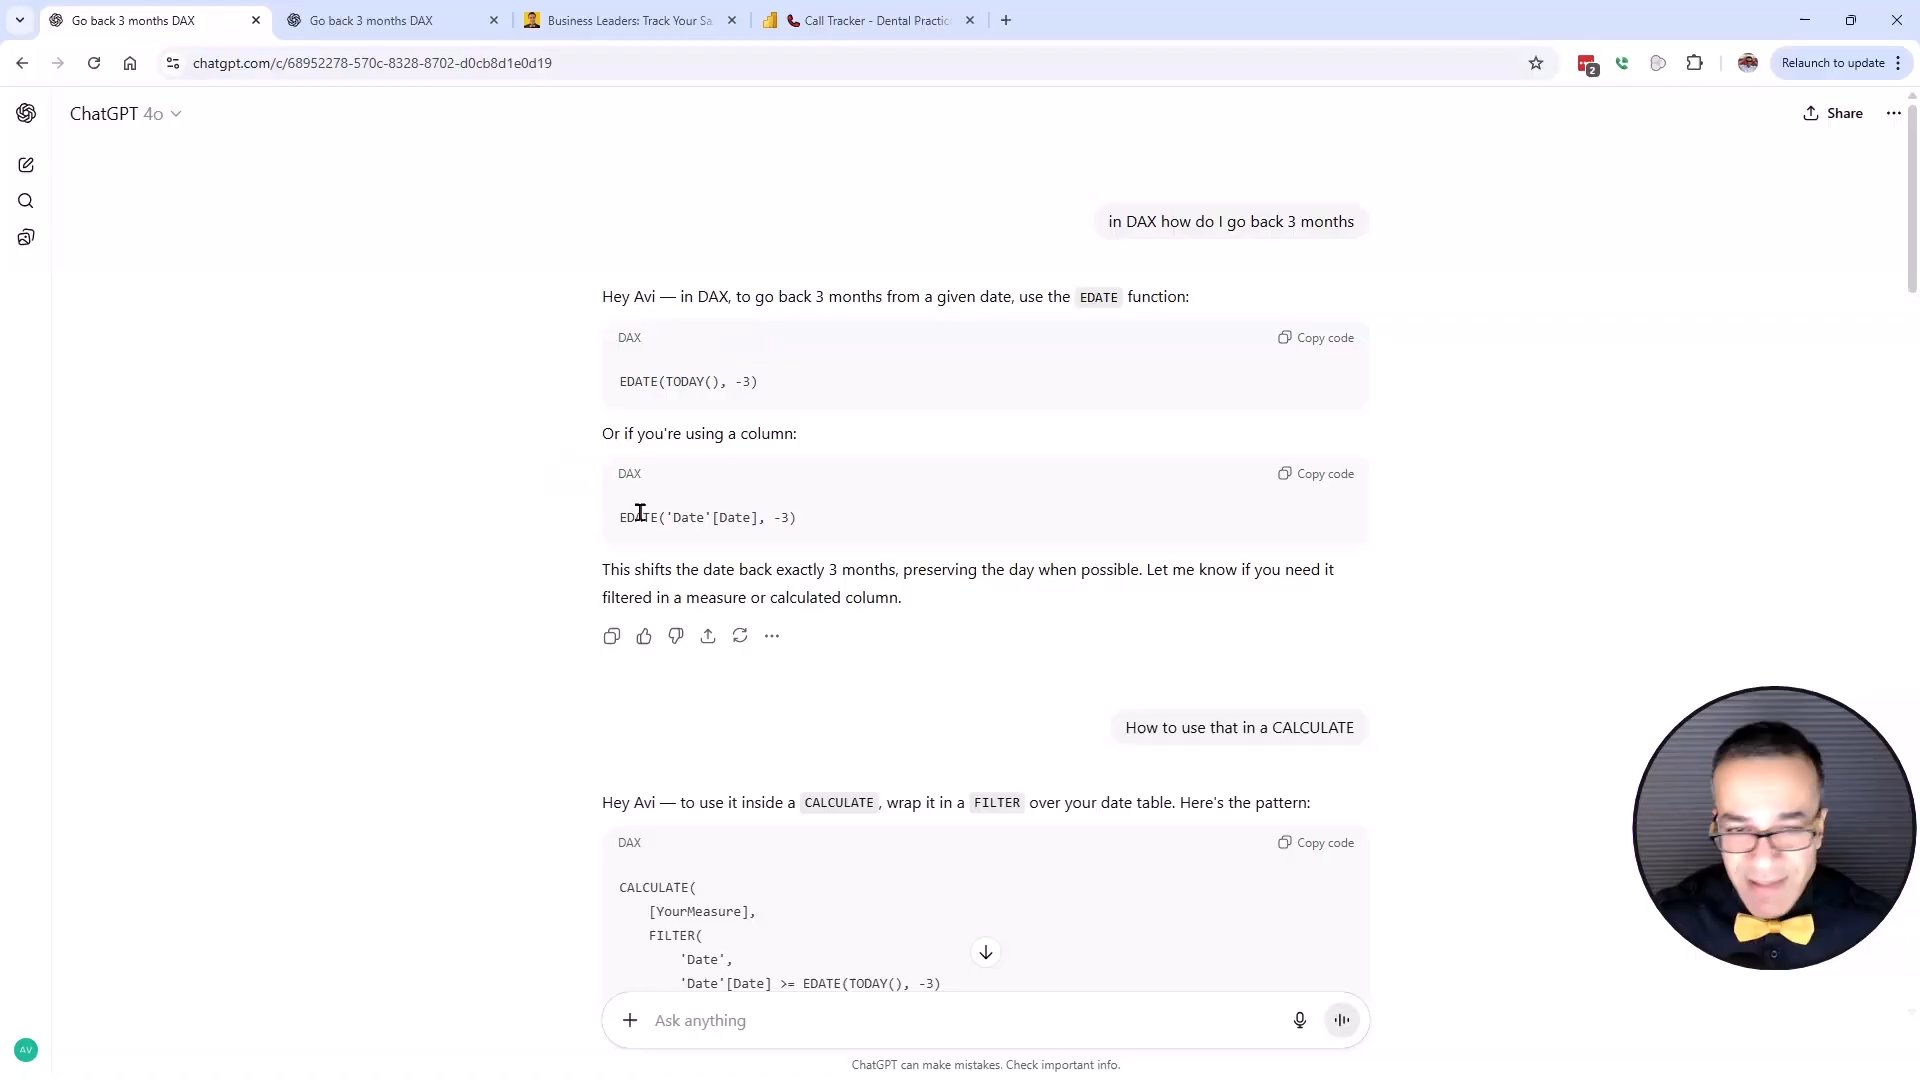 Go back 3 months DAX
Go back 3 months DAX
Business Leaders: Track Your Sa
Call Tracker - Dental Practic
chatgpt.com/c/68952278-570c-8328-8702-d0cb8d1e0d19
2
Relaunch to update
ChatGPT 4o
Share
in DAX how do I go back 3 months
Hey Avi — in DAX, to go back 3 months from a given date, use the EDATE function:
DAX
Copy code
EDATE(TODAY(), -3)
Or if you're using a column:
DAX
Copy code
EDATE('Date'[Date], -3)
This shifts the date back exactly 3 months, preserving the day when possible. Let me know if you need it
filtered in a measure or calculated column.
How to use that in a CALCULATE
Hey Avi — to use it inside a CALCULATE, wrap it in a FILTER over your date table. Here's the pattern:
DAX
Copy code
CALCULATE(
[YourMeasure],
FILTER(
'Date',
'Date'[Date] >= EDATE(TODAY(), -3)
Ask anything
AV
ChatGPT can make mistakes. Check important info.